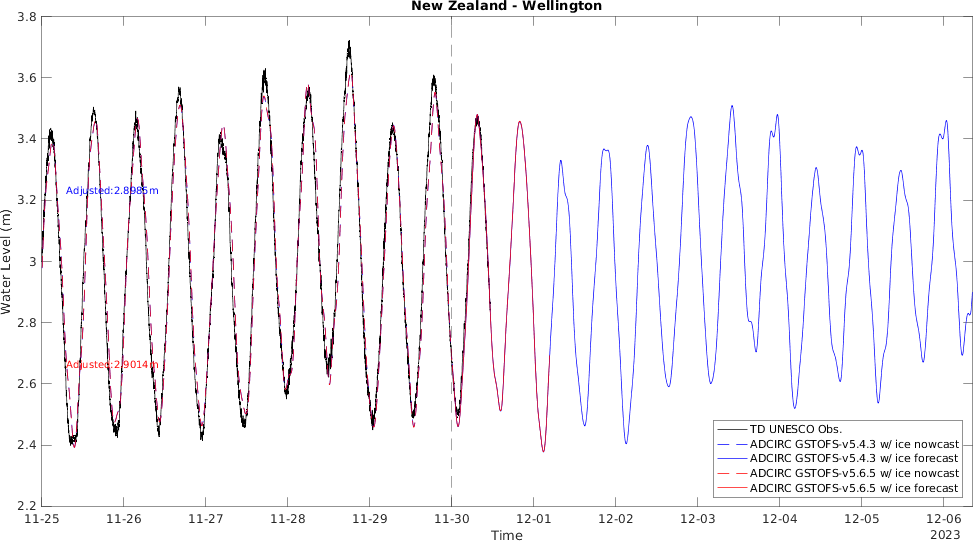 New Zealand - Wellington
3.8
3.6
3.4
3.2
3
2.8
2.6
2.4
2.2
Water Level (m)
Adjusted:2.8985m
Adjusted:2.9014m
TD UNESCO Obs.
ADCIRC GSTOFS-v5.4.3 w/ ice nowcast
ADCIRC GSTOFS-v5.4.3 w/ ice forecast
ADCIRC GSTOFS-v5.6.5 w/ ice nowcast
ADCIRC GSTOFS-v5.6.5 w/ ice forecast
11-25 11-26 11-27 11-28 11-29 11-30 12-01 12-02 12-03 12-04 12-05 12-06
Time 2023